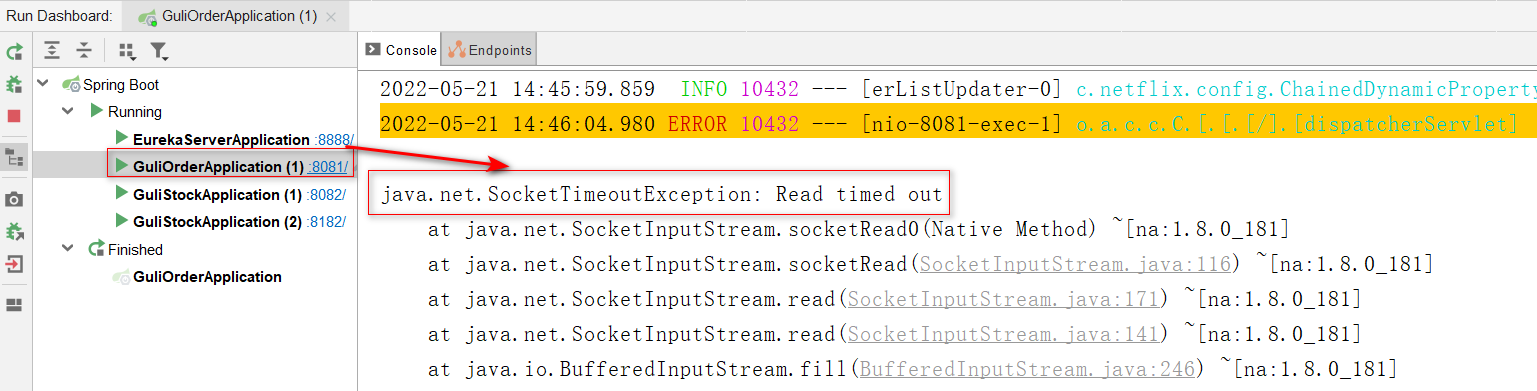 Run Dashboard: GuliOrderApplication (1)
Console Endpoints
Spring Boot
Running
EurekaServerApplication :8888/
GuliOrderApplication (1) :8081/
GuliStockApplication (1) :8082/
GuliStockApplication (2) :8182/
Finished
GuliOrderApplication
2022-05-21 14:45:59.859 INFO 10432 --- [erListUpdater-0] c.netflix.config.ChainedDynamicProperty
2022-05-21 14:46:04.980 ERROR 10432 --- [nio-8081-exec-1] o.a.c.c.C.[.[.[/].[dispatcherServlet]
java.net.SocketTimeoutException: Read timed out
at java.net.SocketInputStream.socketRead0(Native Method) ~[na:1.8.0_181]
at java.net.SocketInputStream.socketRead(SocketInputStream.java:116) ~[na:1.8.0_181]
at java.net.SocketInputStream.read(SocketInputStream.java:171) ~[na:1.8.0_181]
at java.net.SocketInputStream.read(SocketInputStream.java:141) ~[na:1.8.0_181]
at java.io.BufferedInputStream.fill(BufferedInputStream.java:246) ~[na:1.8.0_181]